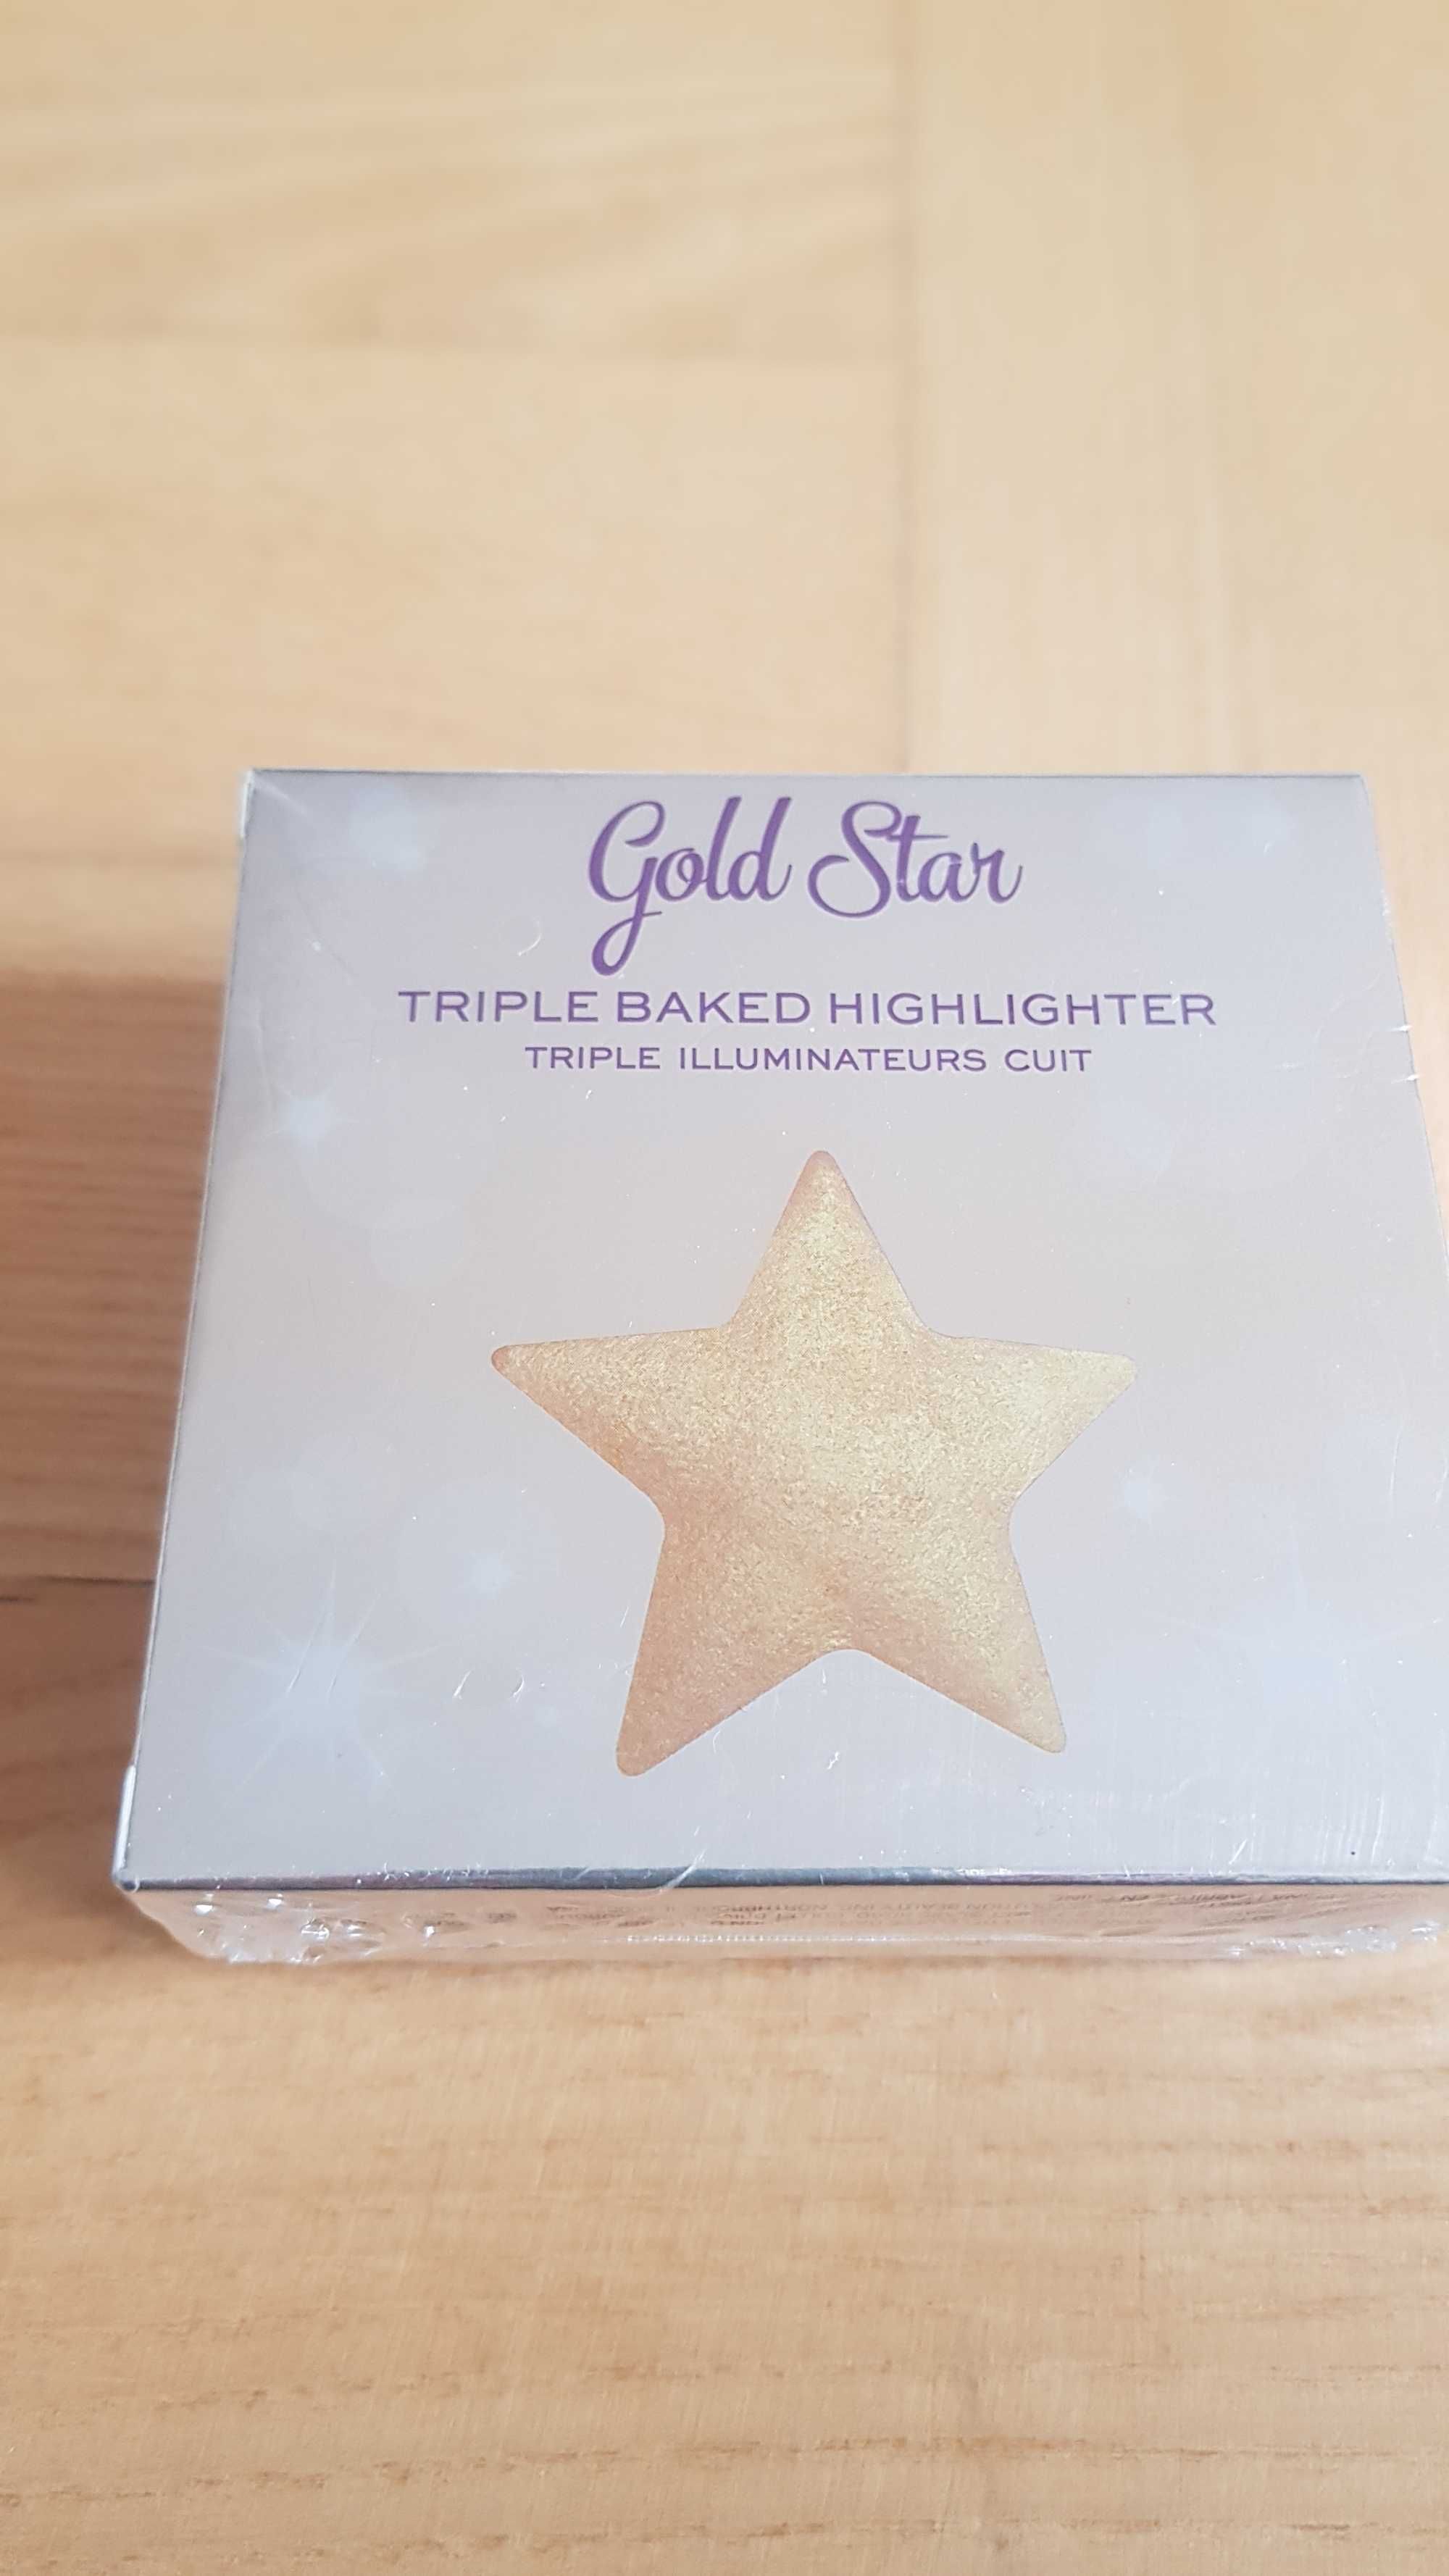 Gold Star
TRIPLE BAKED HIGHLIGHTER
TRIPLE ILLUMINATEURS CUIT